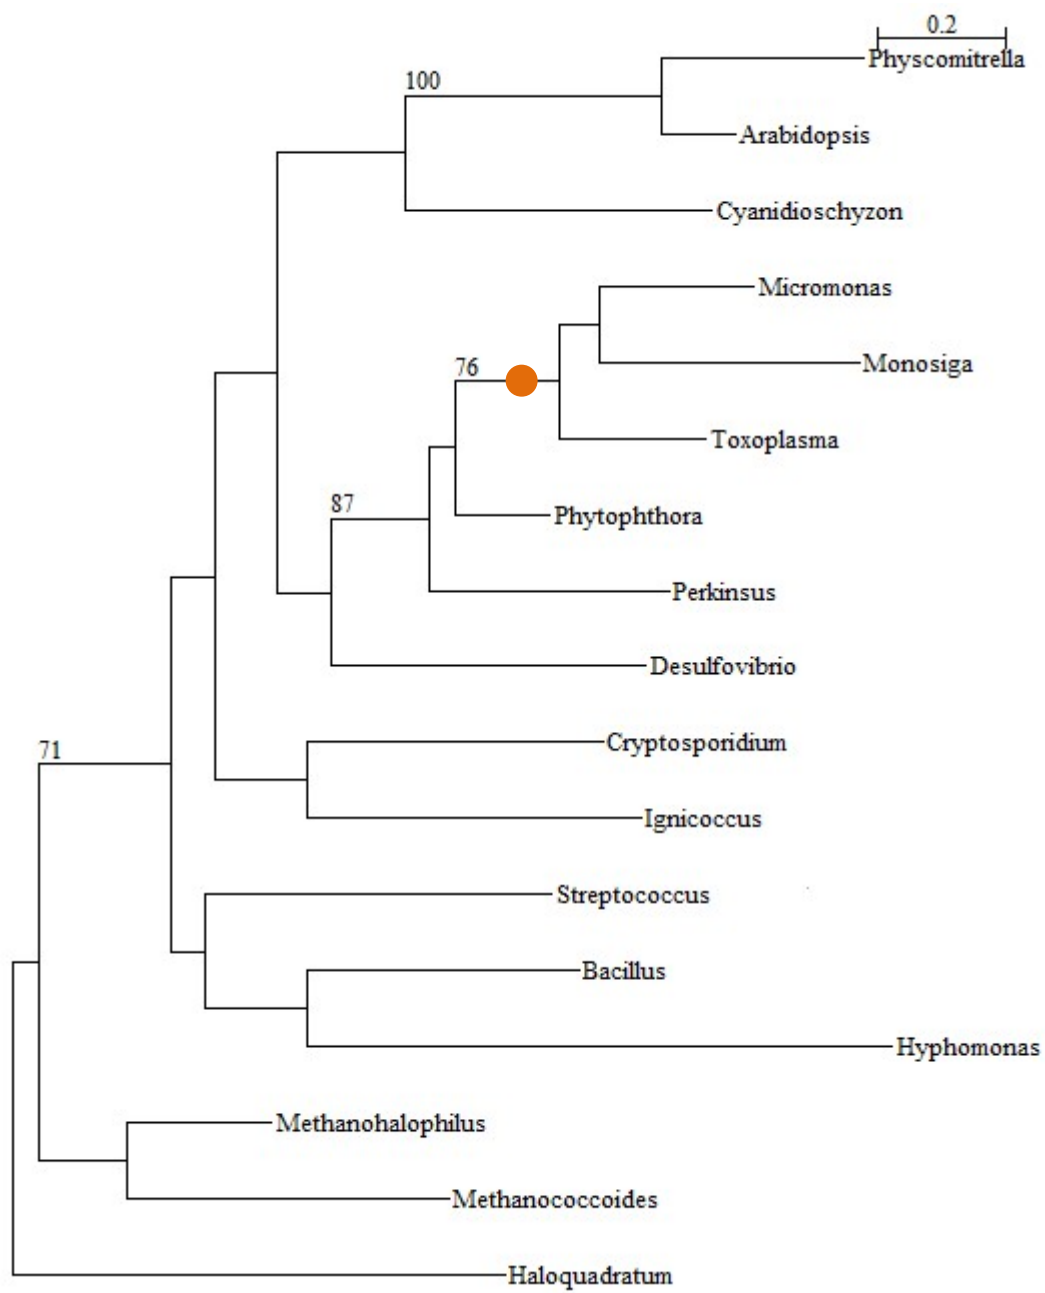 0.2
Physcomitrella
100
Arabidopsis
Cyanidioschyzon
Micromonas
Monosiga
76
Toxoplasma
Phytophthora
87
Perkinsus
Desulfovibrio
Cryptosporidium
71
Ignicoccus
Streptococcus
Bacillus
Hyphomonas
Methanohalophilus
Methanococcoides
Haloquadratum